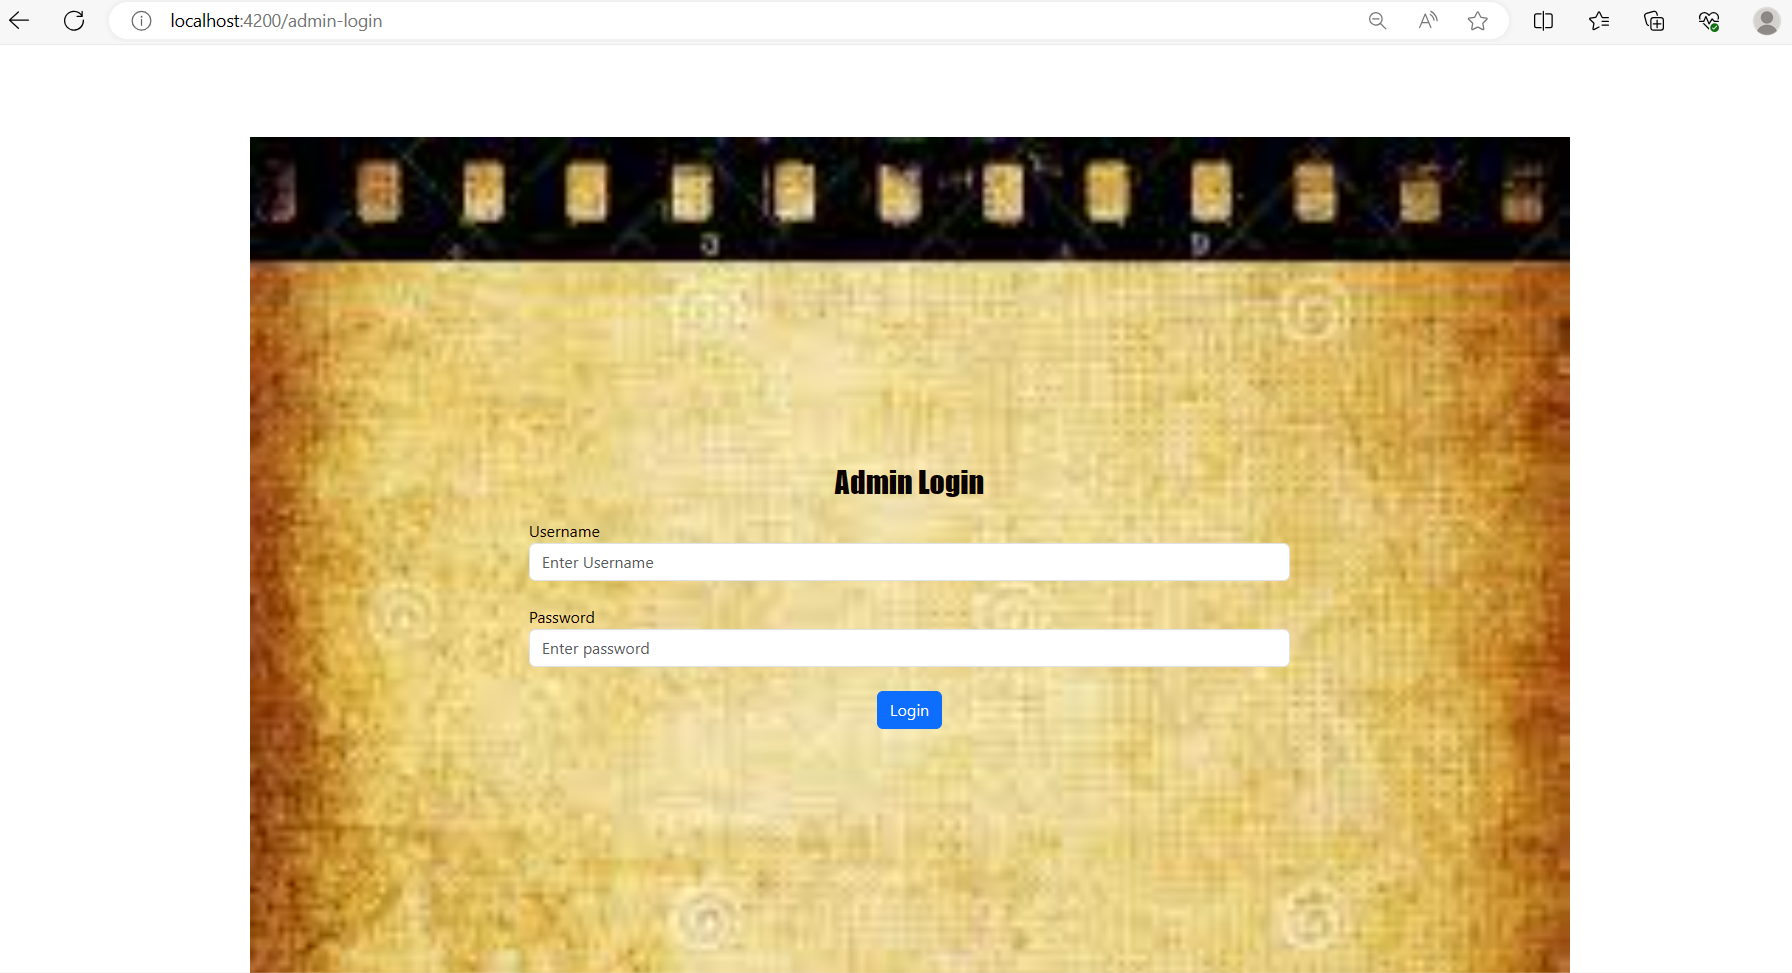 localhost:4200/admin-login
Admin Login
Username
Enter Username
Password
Enter password
Login